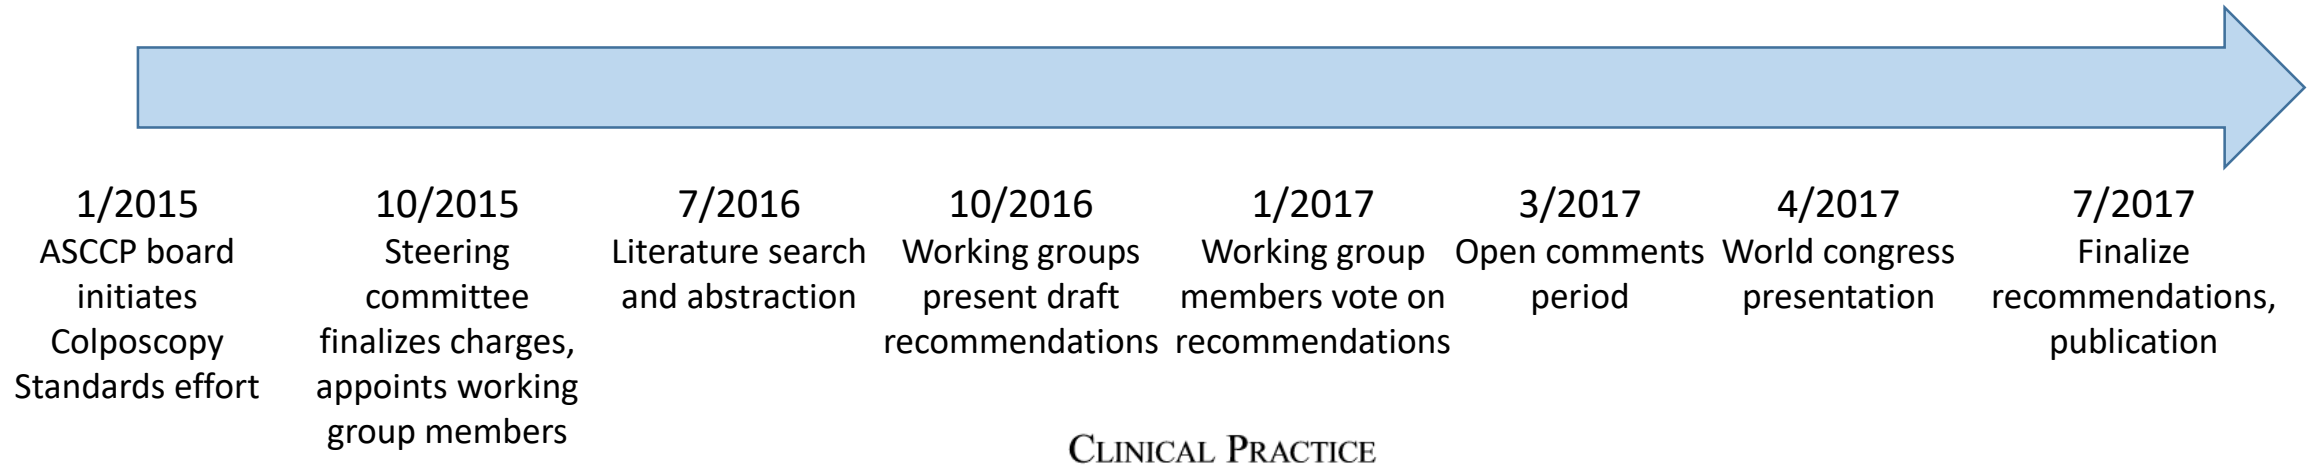 1/2015
ASCCP board
initiates
Colposcopy
Standards effort
10/2015
Steering
committee
finalizes charges,
appoints working
group members
7/2016
Literature search
and abstraction
10/2016
Working groups
present draft
recommendations
1/2017
Working group
members vote on
recommendations
3/2017
Open comments
period
4/2017
World congress
presentation
7/2017
Finalize
recommendations,
publication
CLINICAL PRACTICE